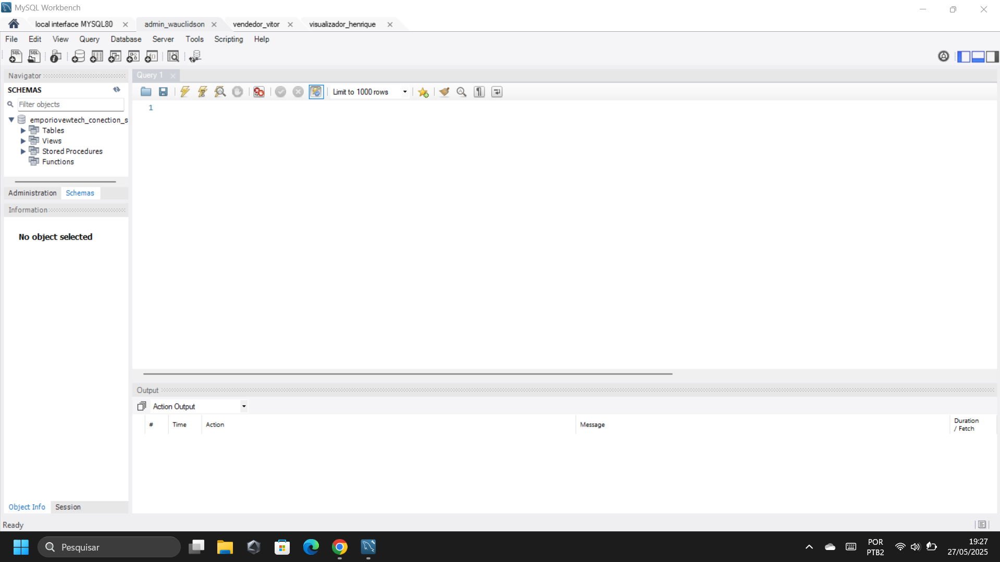 MySQL Workbench
local interface MYSQL80
admin_wauclidson
vendedor_vitor
visualizador_henrique
File Edit View Query Database Server Tools Scripting Help
Navigator
Query 1
SCHEMAS
Limit to 1000 rows
Filter objects
1
emporiovewtech_conection_s
Tables
Views
Stored Procedures
Functions
Administration Schemas
Information
No object selected
Output
Action Output
# Time Action Message Duration / Fetch
Object Info Session
Ready
Pesquisar
POR
PTB2
19:27
27/05/2025